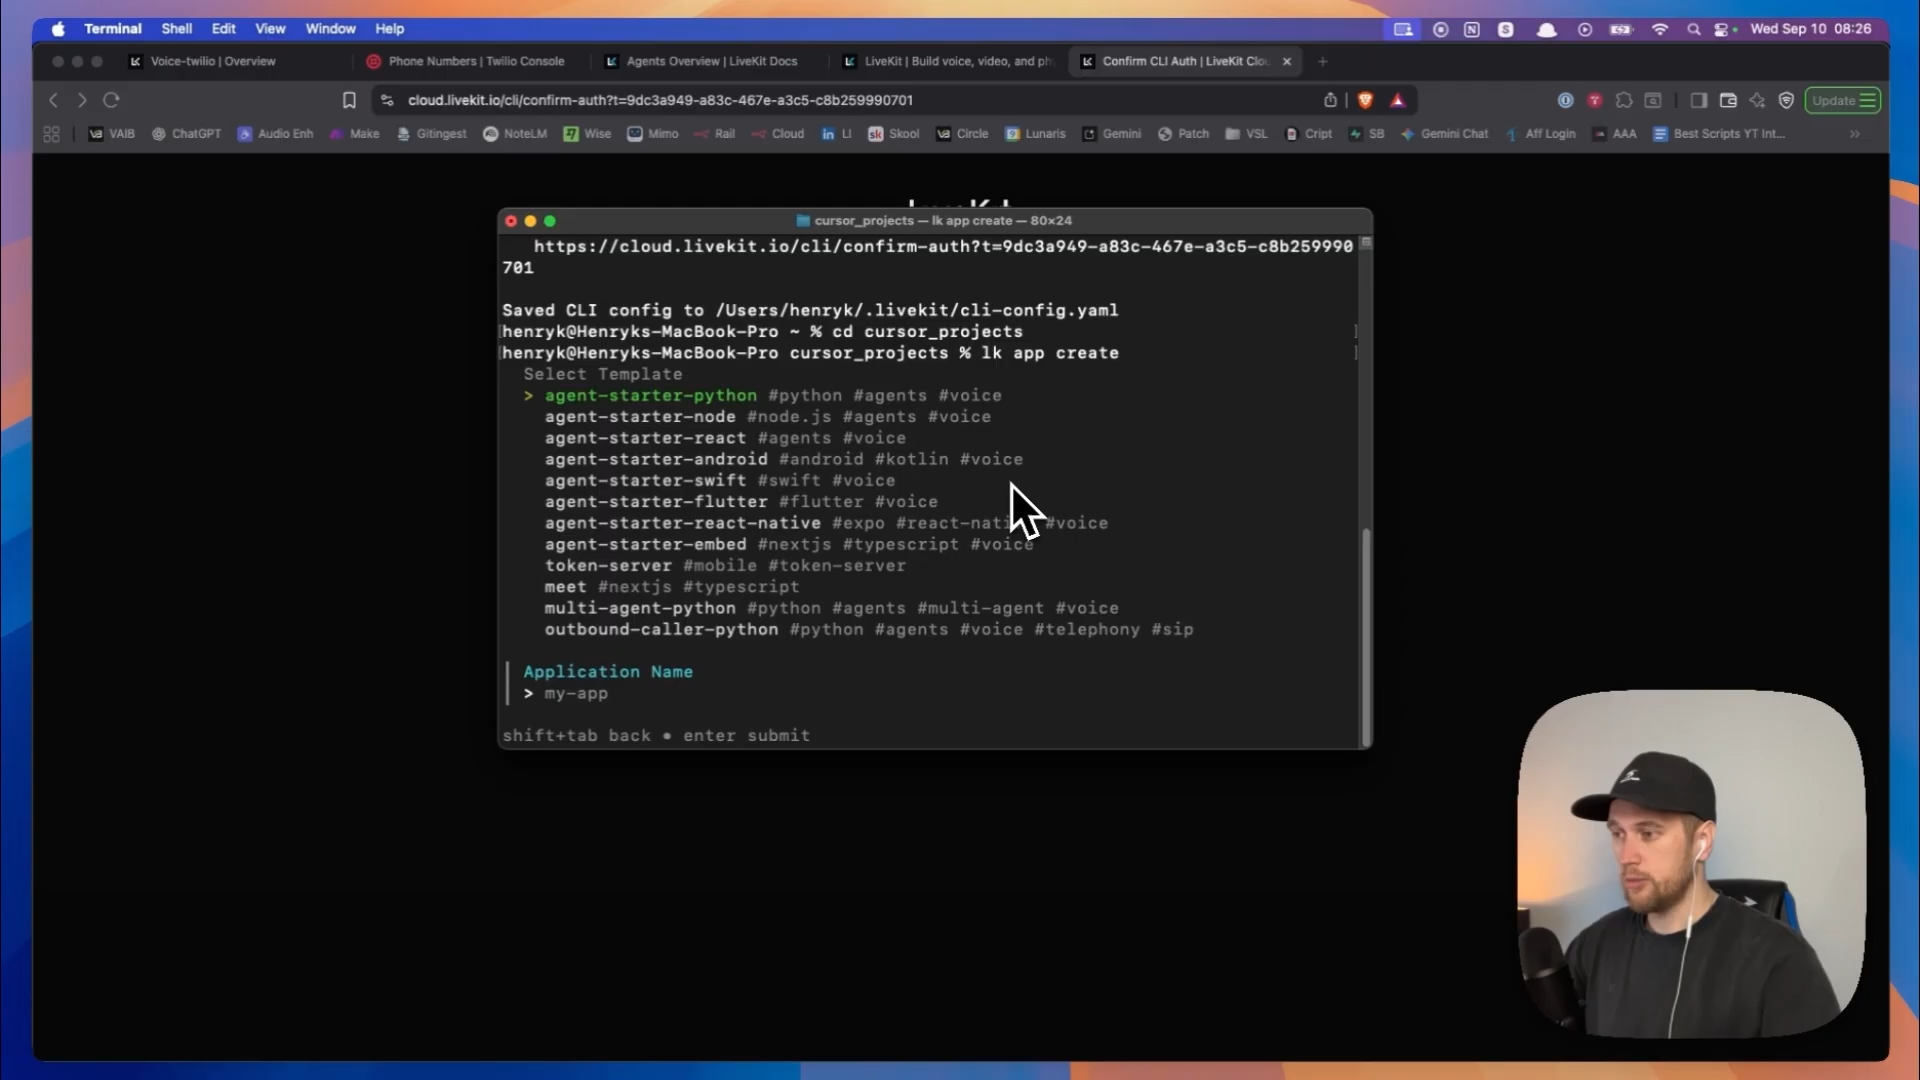 Terminal Shell Edit View Window Help Wed Sep 10 08:26
Voice-twilio | Overview Phone Numbers | Twilio Console Agents Overview | LiveKit Docs LiveKit | Build voice, video, and ph Confirm CLI Auth | LiveKit Clo
cloud.livekit.io/cli/confirm-auth?t=9dc3a949-a83c-467e-a3c5-c8b259990701 Update
VAIB ChatGPT Audio Enh Make Gitingest NoteLM Wise Mimo Rail Cloud LI Skool Circle Lunaris Gemini Patch VSL Cript SB Gemini Chat Aff Login AAA Best Scripts YT Int...
cursor_projects — lk app create — 80×24
https://cloud.livekit.io/cli/confirm-auth?t=9dc3a949-a83c-467e-a3c5-c8b259990
701
Saved CLI config to /Users/henryk/.livekit/cli-config.yaml
henryk@Henryks-MacBook-Pro ~ % cd cursor_projects
henryk@Henryks-MacBook-Pro cursor_projects % lk app create
Select Template
> agent-starter-python #python #agents #voice
agent-starter-node #node.js #agents #voice
agent-starter-react #agents #voice
agent-starter-android #android #kotlin #voice
agent-starter-swift #swift #voice
agent-starter-flutter #flutter #voice
agent-starter-react-native #expo #react-nati #voice
agent-starter-embed #nextjs #typescript #voice
token-server #mobile #token-server
meet #nextjs #typescript
multi-agent-python #python #agents #multi-agent #voice
outbound-caller-python #python #agents #voice #telephony #sip
Application Name
> my-app
shift+tab back • enter submit